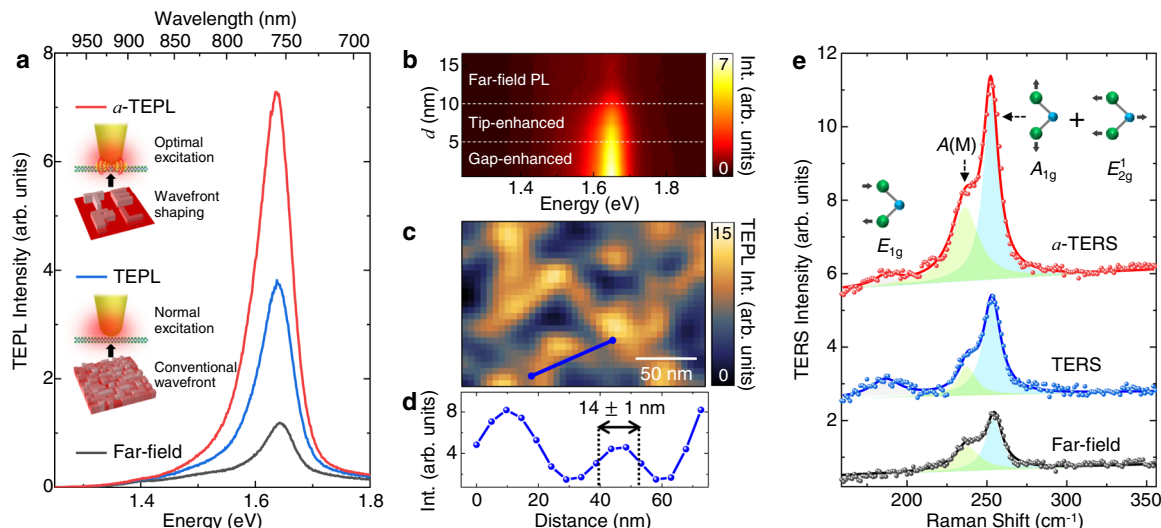 Wavelength (nm)
950 900 850 800 750 700
a
8
7
6
5
4
3
2
1
0
TEPL Intensity (arb. units)
a-TEPL
Optimal
excitation
Wavefront
shaping
TEPL
Normal
excitation
Conventional
wavefront
Far-field
1.4 1.6 1.8
Energy (eV)
b
15
10
5
d (nm)
Far-field PL
Tip-enhanced
Gap-enhanced
1.4 1.6 1.8
Energy (eV)
7
0
Int. (arb. units)
c
50 nm
15
0
TEPL Int. (arb. units)
d
8
4
Int. (arb. units)
14 ± 1 nm
0 20 40 60
Distance (nm)
e
12
10
8
6
4
2
TERS Intensity (arb. units)
A(M)
E1g
A1g
+
E¹2g
a-TERS
TERS
Far-field
200 250 300 350
Raman Shift (cm⁻¹)